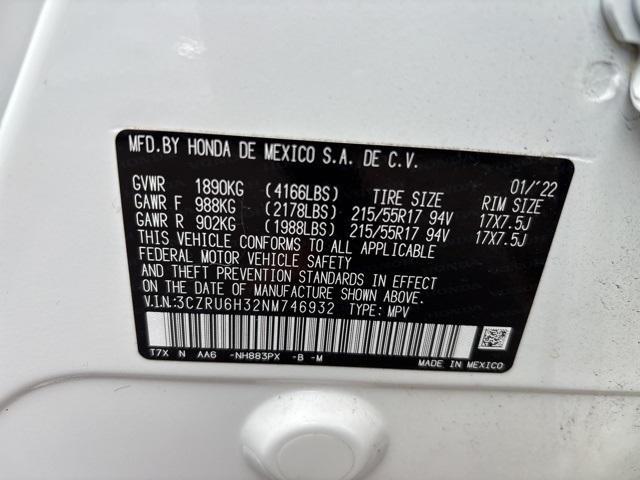 MFD.BY HONDA DE MEXICO S.A. DE C.V.
01/'22
GVWR 1890KG (4166LBS) TIRE SIZE RIM SIZE
GAWR F 988KG (2178LBS) 215/55R17 94V 17X7.5J
GAWR R 902KG (1988LBS) 215/55R17 94V 17X7.5J
THIS VEHICLE CONFORMS TO ALL APPLICABLE
FEDERAL MOTOR VEHICLE SAFETY
AND THEFT PREVENTION STANDARDS IN EFFECT
ON THE DATE OF MANUFACTURE SHOWN ABOVE.
V.I.N:3CZRU6H32NM746932 TYPE: MPV
T7X N AA6 -NH883PX -B -M
MADE IN MEXICO